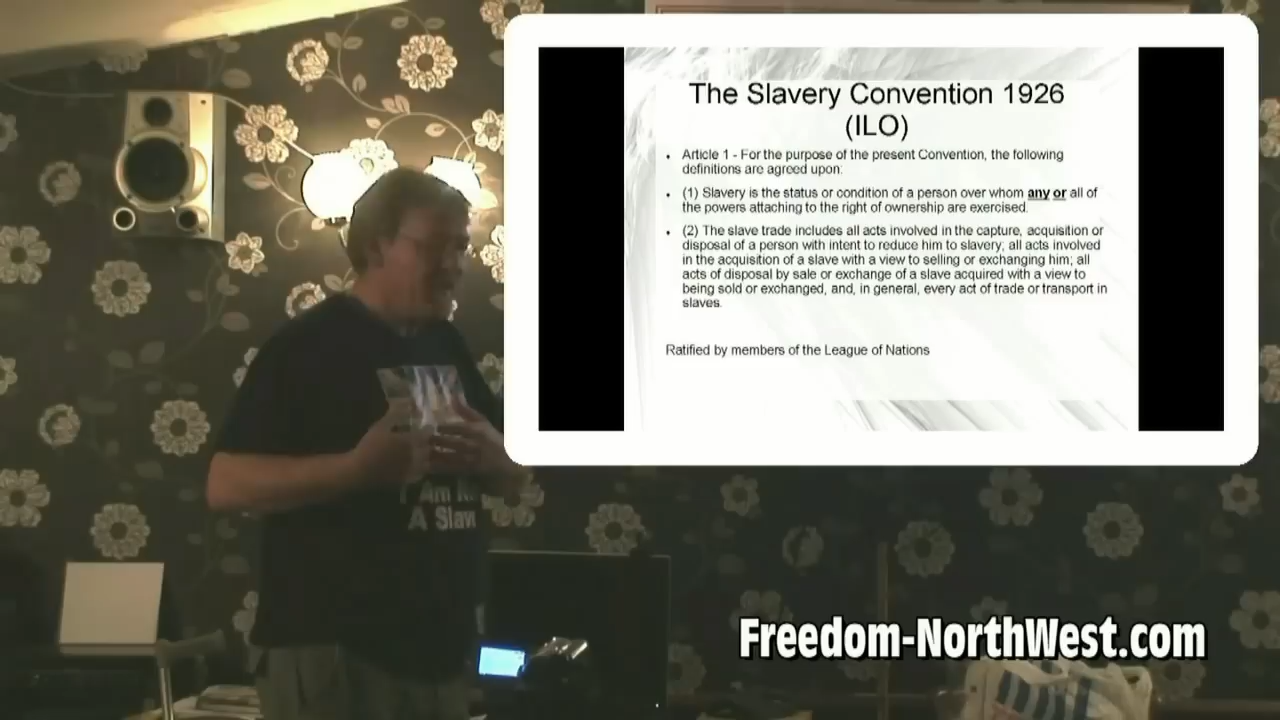 The Slavery Convention 1926
(ILO)
• Article 1 - For the purpose of the present Convention, the following
definitions are agreed upon:
• (1) Slavery is the status or condition of a person over whom any or all of
the powers attaching to the right of ownership are exercised.
• (2) The slave trade includes all acts involved in the capture, acquisition or
disposal of a person with intent to reduce him to slavery; all acts involved
in the acquisition of a slave with a view to selling or exchanging him; all
acts of disposal by sale or exchange of a slave acquired with a view to
being sold or exchanged, and, in general, every act of trade or transport in
slaves.
Ratified by members of the League of Nations
Am
A Slav
Freedom-NorthWest.com